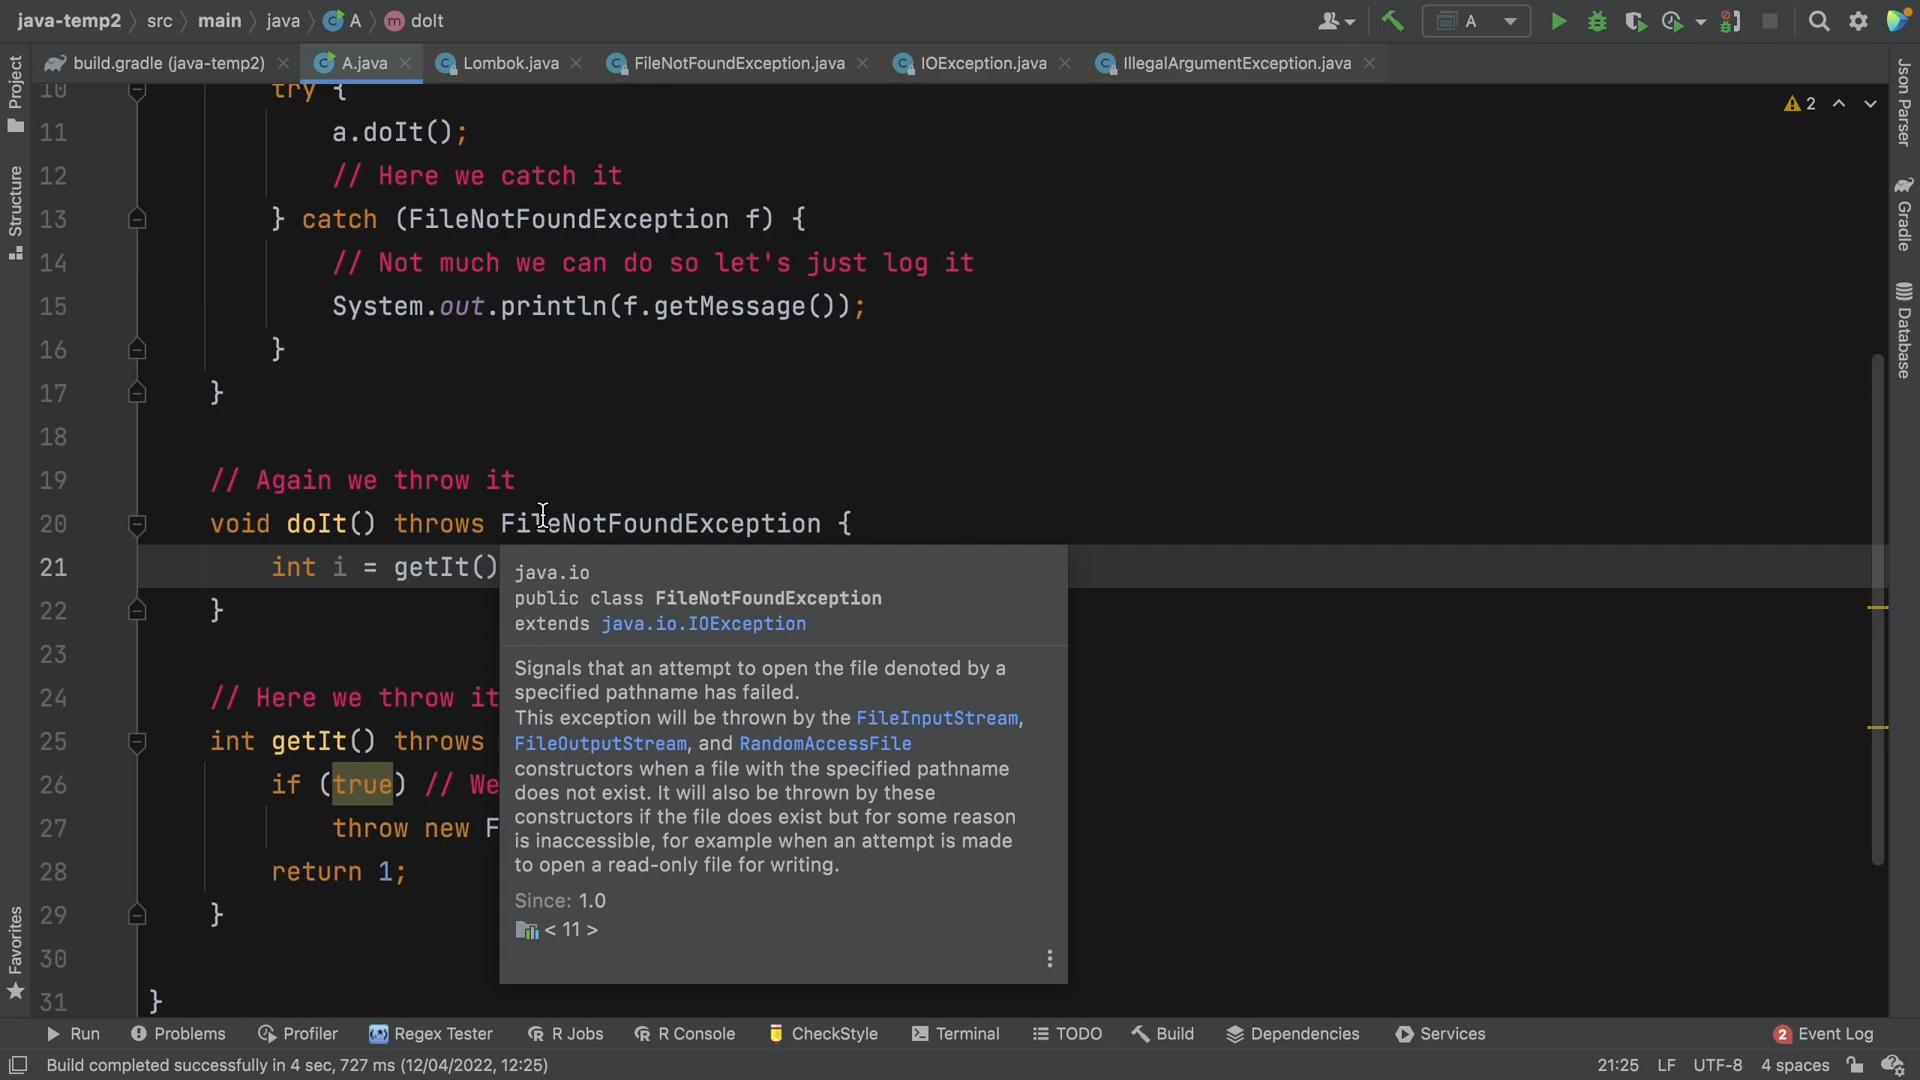 java-temp2 src main java A m doIt A
build.gradle (java-temp2) A.java Lombok.java FileNotFoundException.java IOException.java IllegalArgumentException.java
Project
Structure
Favorites
Json Parser
Gradle
Database
2
10 try {
11 a.doIt();
12 // Here we catch it
13 } catch (FileNotFoundException f) {
14 // Not much we can do so let's just log it
15 System.out.println(f.getMessage());
16 }
17 }
18
19 // Again we throw it
20 void doIt() throws FileNotFoundException {
21 int i = getIt()
22 }
23
24 // Here we throw it
25 int getIt() throws
26 if (true) // We
27 throw new F
28 return 1;
29 }
30
31 }
java.io
public class FileNotFoundException
extends java.io.IOException
Signals that an attempt to open the file denoted by a
specified pathname has failed.
This exception will be thrown by the FileInputStream,
FileOutputStream, and RandomAccessFile
constructors when a file with the specified pathname
does not exist. It will also be thrown by these
constructors if the file does exist but for some reason
is inaccessible, for example when an attempt is made
to open a read-only file for writing.
Since: 1.0
< 11 >
Run Problems Profiler Regex Tester R Jobs R Console CheckStyle Terminal TODO Build Dependencies Services 2 Event Log
Build completed successfully in 4 sec, 727 ms (12/04/2022, 12:25) 21:25 LF UTF-8 4 spaces